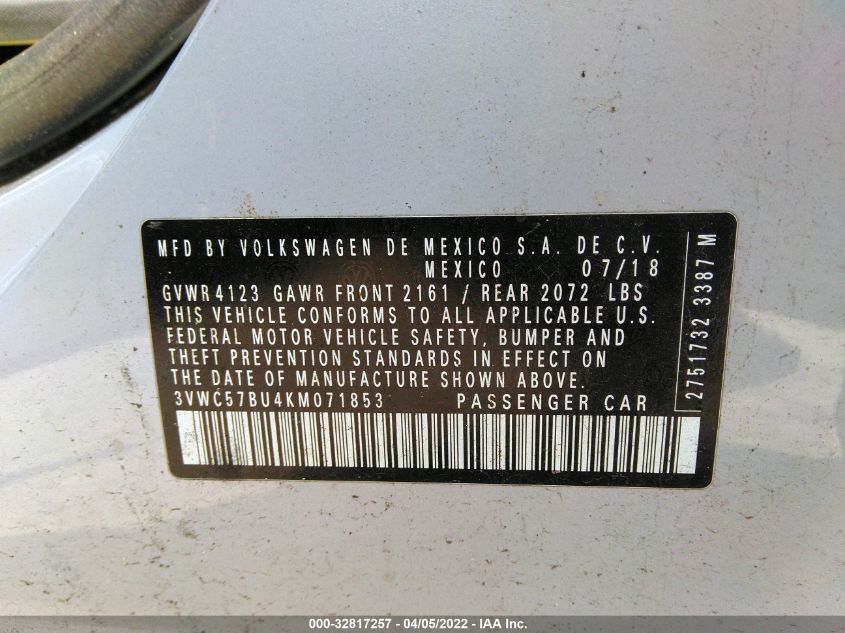 MFD BY VOLKSWAGEN DE MEXICO S.A. DE C.V.
MEXICO 07/18
GVWR 4123 GAWR FRONT 2161 / REAR 2072 LBS
THIS VEHICLE CONFORMS TO ALL APPLICABLE U.S.
FEDERAL MOTOR VEHICLE SAFETY, BUMPER AND
THEFT PREVENTION STANDARDS IN EFFECT ON
THE DATE OF MANUFACTURE SHOWN ABOVE.
3VWC57BU4KM071853 PASSENGER CAR
2751732 3387 M
000-32817257 - 04/05/2022 - IAA Inc.